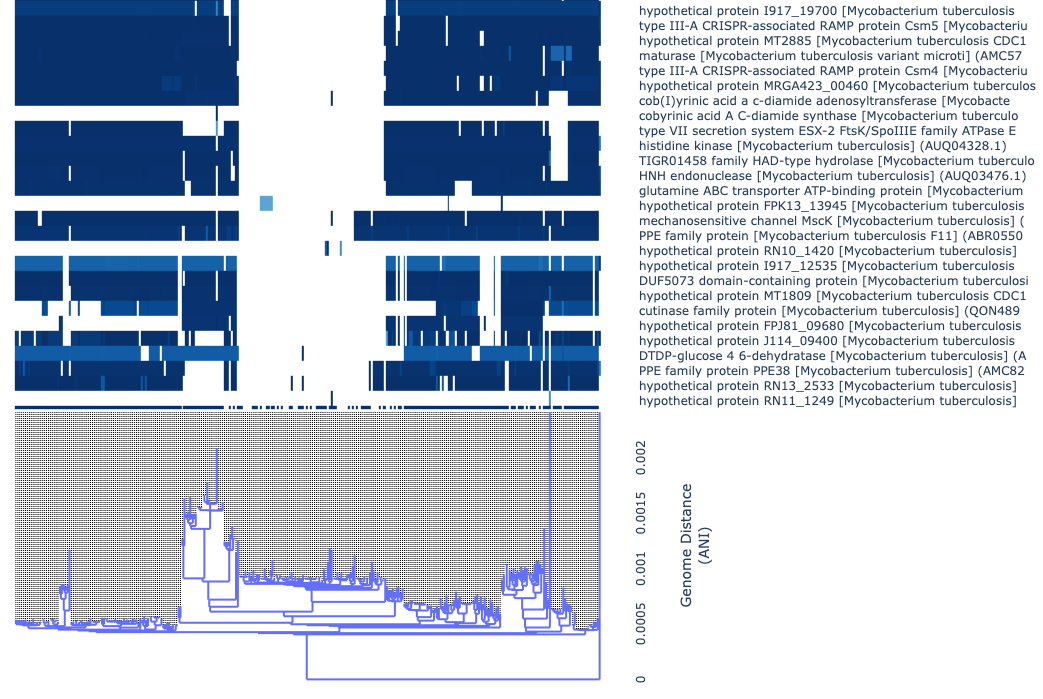 hypothetical protein I917_19700 [Mycobacterium tuberculosis
type III-A CRISPR-associated RAMP protein Csm5 [Mycobacteriu
hypothetical protein MT2885 [Mycobacterium tuberculosis CDC1
maturase [Mycobacterium tuberculosis variant microti] (AMC57
type III-A CRISPR-associated RAMP protein Csm4 [Mycobacteriu
hypothetical protein MRGA423_00460 [Mycobacterium tuberculos
cob(I)yrinic acid a c-diamide adenosyltransferase [Mycobacte
cobyrinic acid A C-diamide synthase [Mycobacterium tuberculo
type VII secretion system ESX-2 FtsK/SpoIIIE family ATPase E
histidine kinase [Mycobacterium tuberculosis] (AUQ04328.1)
TIGR01458 family HAD-type hydrolase [Mycobacterium tuberculo
HNH endonuclease [Mycobacterium tuberculosis] (AUQ03476.1)
glutamine ABC transporter ATP-binding protein [Mycobacterium
hypothetical protein FPK13_13945 [Mycobacterium tuberculosis
mechanosensitive channel MscK [Mycobacterium tuberculosis] (
PPE family protein [Mycobacterium tuberculosis F11] (ABR0550
hypothetical protein RN10_1420 [Mycobacterium tuberculosis]
hypothetical protein I917_12535 [Mycobacterium tuberculosis
DUF5073 domain-containing protein [Mycobacterium tuberculosi
hypothetical protein MT1809 [Mycobacterium tuberculosis CDC1
cutinase family protein [Mycobacterium tuberculosis] (QON489
hypothetical protein FPJ81_09680 [Mycobacterium tuberculosis
hypothetical protein J114_09400 [Mycobacterium tuberculosis
DTDP-glucose 4 6-dehydratase [Mycobacterium tuberculosis] (A
PPE family protein PPE38 [Mycobacterium tuberculosis] (AMC82
hypothetical protein RN13_2533 [Mycobacterium tuberculosis]
hypothetical protein RN11_1249 [Mycobacterium tuberculosis]
0.002
0.0015
0.001
0.0005
0
Genome Distance
(ANI)